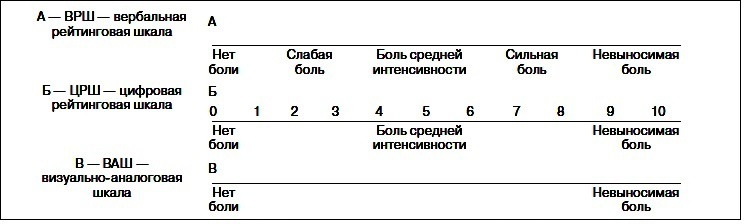 А — ВРШ — вербальная
рейтинговая шкала
А
Нет боли
Слабая боль
Боль средней интенсивности
Сильная боль
Невыносимая боль
Б — ЦРШ — цифровая
рейтинговая шкала
Б
0 1 2 3 4 5 6 7 8 9 10
Нет боли
Боль средней интенсивности
Невыносимая боль
В — ВАШ —
визуально-аналоговая
шкала
В
Нет боли
Невыносимая боль